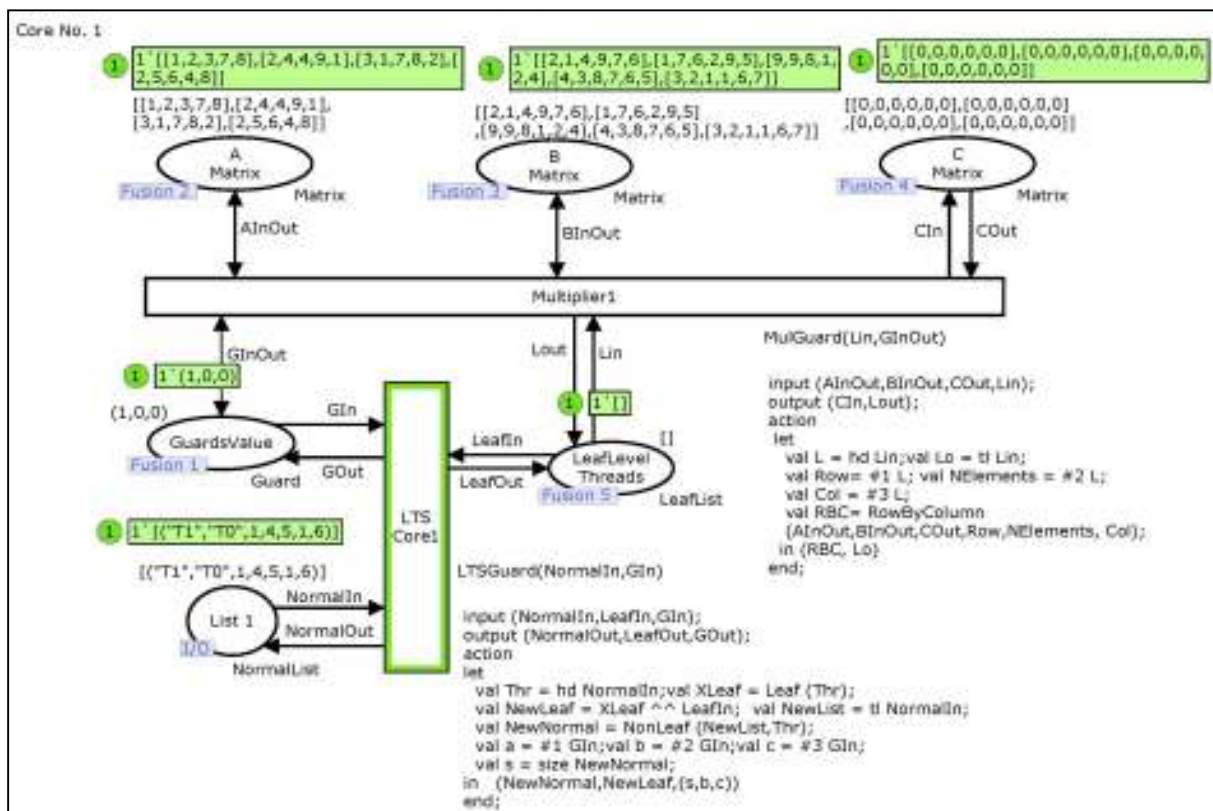 Core No. 1
1
1`[[1,2,3,7,8],[2,4,4,9,1],[3,1,7,8,2],[
2,5,6,4,8]]
1
1`[[2,1,4,9,7,6],[1,7,6,2,9,5],[9,9,8,1,
2,4],[4,3,8,7,6,5],[3,2,1,1,6,7]]
1
1`[[0,0,0,0,0,0],[0,0,0,0,0,0],[0,0,0,0,
0,0],[0,0,0,0,0,0]]
[[1,2,3,7,8],[2,4,4,9,1],
[3,1,7,8,2],[2,5,6,4,8]]
[[2,1,4,9,7,6],[1,7,6,2,9,5]
,[9,9,8,1,2,4],[4,3,8,7,6,5],[3,2,1,1,6,7]]
[[0,0,0,0,0,0],[0,0,0,0,0,0]
,[0,0,0,0,0,0],[0,0,0,0,0,0]]
A
Matrix
Fusion 2
Matrix
B
Matrix
Fusion 3
Matrix
C
Matrix
Fusion 4
Matrix
AInOut
BInOut
CIn
COut
Multiplier1
GInOut
Lout
Lin
MulGuard(Lin,GInOut)
1
1`(1,0,0)
1
1`[]
(1,0,0)
GuardsValue
Fusion 1
Guard
GIn
GOut
LeafIn
LeafOut
[]
LeafLevel
Threads
Fusion 5
LeafList
input (AInOut,BInOut,COut,Lin);
output (CIn,Lout);
action
let
val L = hd Lin;val Lo = tl Lin;
val Row= #1 L; val NElements = #2 L;
val Col = #3 L;
val RBC= RowByColumn
(AInOut,BInOut,COut,Row,NElements, Col);
in (RBC, Lo)
end;
1
1`[("T1","T0",1,4,5,1,6)]
[("T1","T0",1,4,5,1,6)]
List 1
I/O
NormalList
NormalIn
NormalOut
LTS
Core1
LTSGuard(NormalIn,GIn)
input (NormalIn,LeafIn,GIn);
output (NormalOut,LeafOut,GOut);
action
let
val Thr = hd NormalIn;val XLeaf = Leaf (Thr);
val NewLeaf = XLeaf ^^ LeafIn; val NewList = tl NormalIn;
val NewNormal = NonLeaf (NewList,Thr);
val a = #1 GIn;val b = #2 GIn;val c = #3 GIn;
val s = size NewNormal;
in (NewNormal,NewLeaf,(s,b,c))
end;